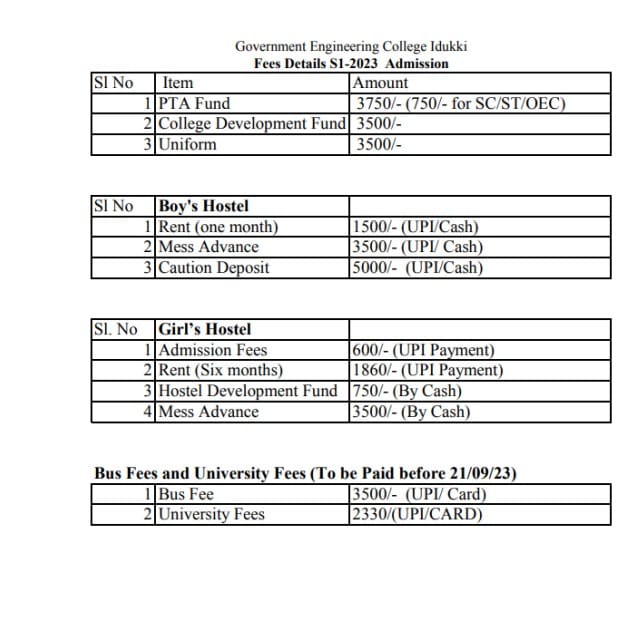 Government Engineering College Idukki
Fees Details S1-2023 Admission
Sl No Item Amount
1 PTA Fund 3750/- (750/- for SC/ST/OEC)
2 College Development Fund 3500/-
3 Uniform 3500/-
Sl No Boy's Hostel
1 Rent (one month) 1500/- (UPI/Cash)
2 Mess Advance 3500/- (UPI/ Cash)
3 Caution Deposit 5000/- (UPI/Cash)
Sl. No Girl’s Hostel
1 Admission Fees 600/- (UPI Payment)
2 Rent (Six months) 1860/- (UPI Payment)
3 Hostel Development Fund 750/- (By Cash)
4 Mess Advance 3500/- (By Cash)
Bus Fees and University Fees (To be Paid before 21/09/23)
1 Bus Fee 3500/- (UPI/ Card)
2 University Fees 2330/(UPI/CARD)